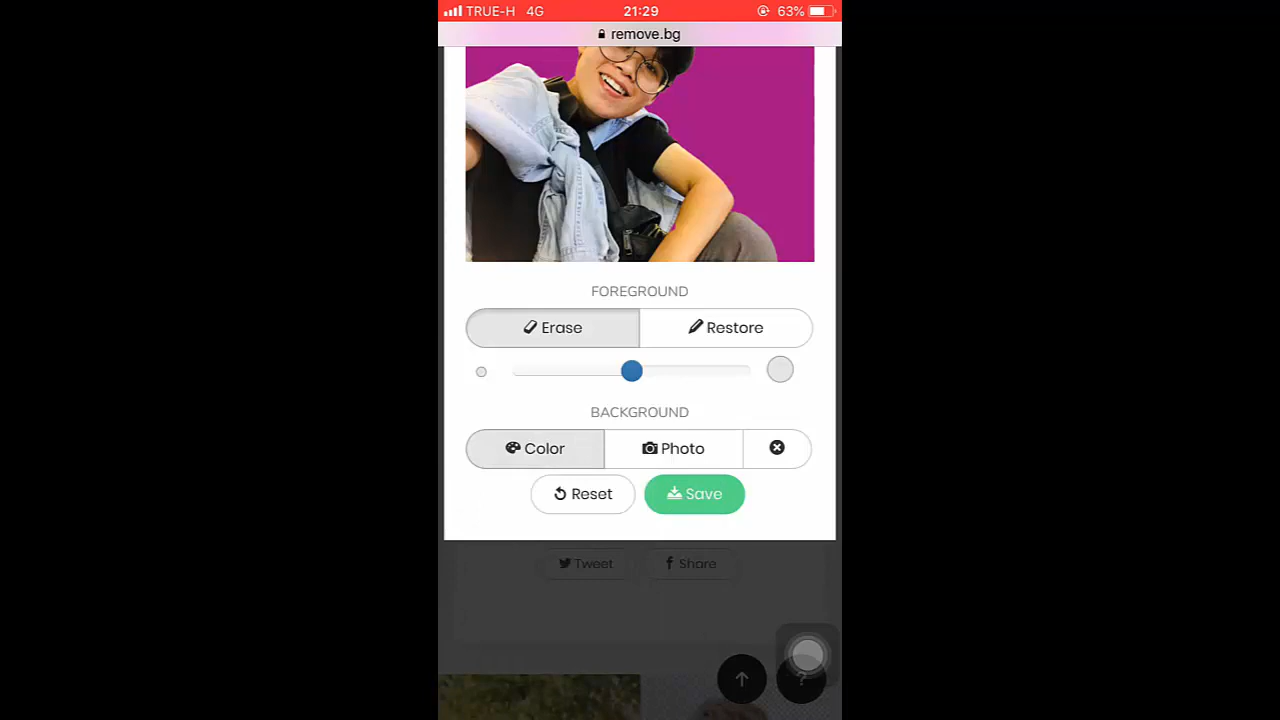 TRUE-H 4G 21:29 63%
remove.bg
FOREGROUND
Erase Restore
BACKGROUND
Color Photo
Reset Save
Tweet Share
?